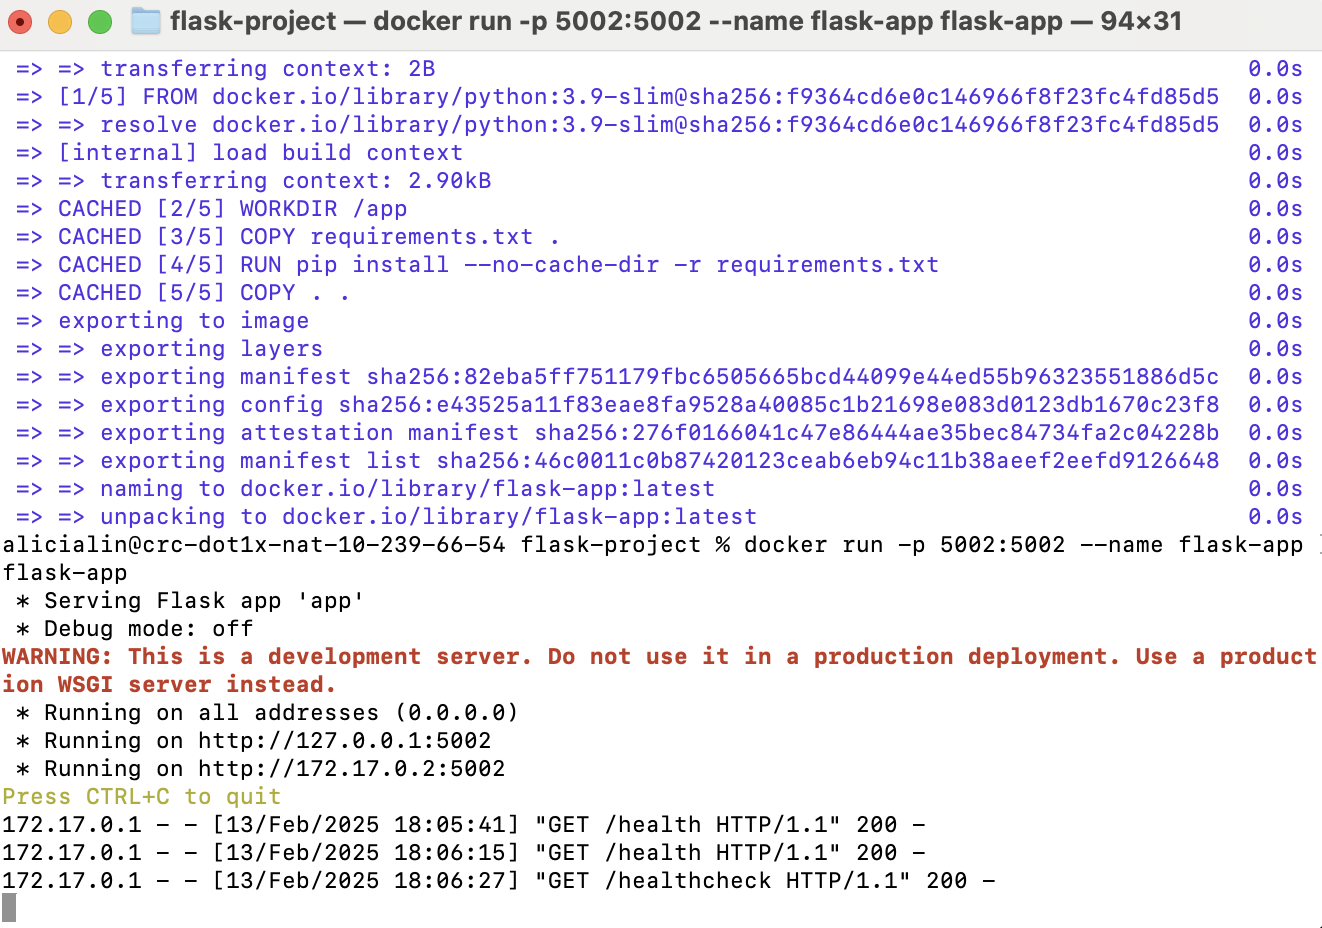 flask-project — docker run -p 5002:5002 --name flask-app flask-app — 94×31
=> => transferring context: 2B 0.0s
=> [1/5] FROM docker.io/library/python:3.9-slim@sha256:f9364cd6e0c146966f8f23fc4fd85d5 0.0s
=> => resolve docker.io/library/python:3.9-slim@sha256:f9364cd6e0c146966f8f23fc4fd85d5 0.0s
=> [internal] load build context 0.0s
=> => transferring context: 2.90kB 0.0s
=> CACHED [2/5] WORKDIR /app 0.0s
=> CACHED [3/5] COPY requirements.txt . 0.0s
=> CACHED [4/5] RUN pip install --no-cache-dir -r requirements.txt 0.0s
=> CACHED [5/5] COPY . . 0.0s
=> exporting to image 0.0s
=> => exporting layers 0.0s
=> => exporting manifest sha256:82eba5ff751179fbc6505665bcd44099e44ed55b96323551886d5c 0.0s
=> => exporting config sha256:e43525a11f83eae8fa9528a40085c1b21698e083d0123db1670c23f8 0.0s
=> => exporting attestation manifest sha256:276f0166041c47e86444ae35bec84734fa2c04228b 0.0s
=> => exporting manifest list sha256:46c0011c0b87420123ceab6eb94c11b38aeef2eefd9126648 0.0s
=> => naming to docker.io/library/flask-app:latest 0.0s
=> => unpacking to docker.io/library/flask-app:latest 0.0s
alicialin@crc-dot1x-nat-10-239-66-54 flask-project % docker run -p 5002:5002 --name flask-app
flask-app
* Serving Flask app 'app'
* Debug mode: off
WARNING: This is a development server. Do not use it in a production deployment. Use a product
ion WSGI server instead.
* Running on all addresses (0.0.0.0)
* Running on http://127.0.0.1:5002
* Running on http://172.17.0.2:5002
Press CTRL+C to quit
172.17.0.1 - - [13/Feb/2025 18:05:41] "GET /health HTTP/1.1" 200 -
172.17.0.1 - - [13/Feb/2025 18:06:15] "GET /health HTTP/1.1" 200 -
172.17.0.1 - - [13/Feb/2025 18:06:27] "GET /healthcheck HTTP/1.1" 200 -